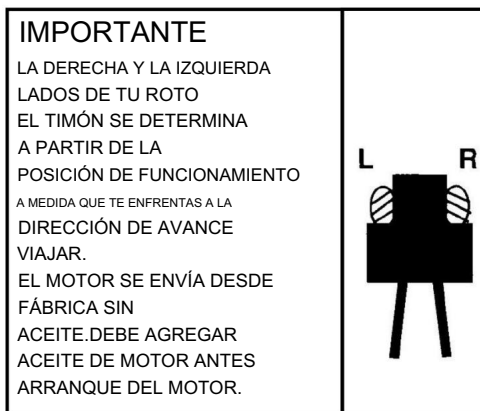 IMPORTANTE
LA DERECHA Y LA IZQUIERDA
LADOS DE TU ROTO
EL TIMÓN SE DETERMINA
A PARTIR DE LA
POSICIÓN DE FUNCIONAMIENTO
A MEDIDA QUE TE ENFRENTAS A LA
DIRECCIÓN DE AVANCE
VIAJAR.
EL MOTOR SE ENVÍA DESDE
FÁBRICA SIN
ACEITE.DEBE AGREGAR
ACEITE DE MOTOR ANTES
ARRANQUE DEL MOTOR.
L R